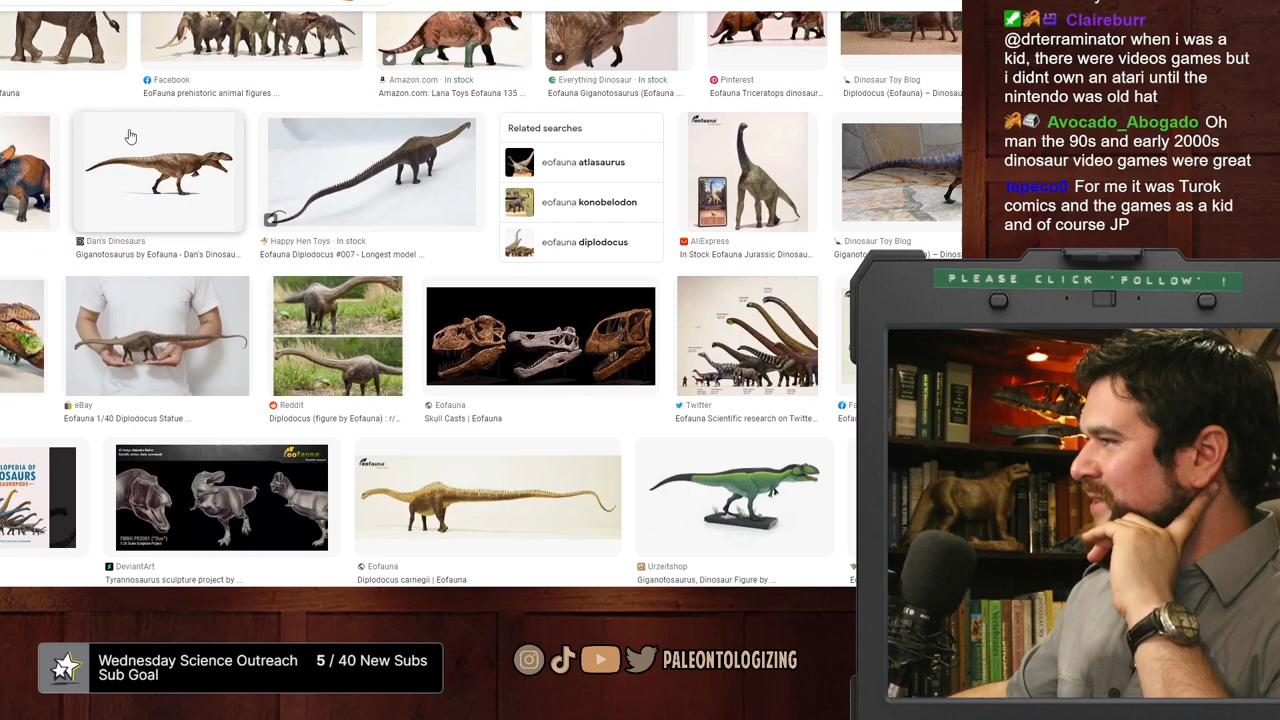 Facebook
EoFauna prehistoric animal figures ...
Amazon.com · In stock
Amazon.com: Lana Toys Eofauna 135 ...
Everything Dinosaur · In stock
Eofauna Giganotosaurus (Eofauna ...
Pinterest
Eofauna Triceratops dinosaur...
Dinosaur Toy Blog
Diplodocus (Eofauna) – Dinosau
Dan's Dinosaurs
Giganotosaurus by Eofauna - Dan's Dinosau...
Happy Hen Toys · In stock
Eofauna Diplodocus #007 - Longest model ...
Related searches
eofauna atlasaurus
eofauna konobelodon
eofauna diplodocus
AliExpress
In Stock Eofauna Jurassic Dinosau...
Dinosaur Toy Blog
eBay
Eofauna 1/40 Diplodocus Statue ...
Reddit
Diplodocus (figure by Eofauna) : r/..
Eofauna
Skull Casts | Eofauna
Twitter
Eofauna Scientific research on Twitte...
DeviantArt
Tyrannosaurus sculpture project by ...
eofauna
Eofauna
Diplodocus carnegii | Eofauna
Urzeitshop
Giganotosaurus, Dinosaur Figure by ...
Claireburr
@drterraminator when i was a
kid, there were videos games but
i didnt own an atari until the
nintendo was old hat
Avocado_Abogado Oh
man the 90s and early 2000s
dinosaur video games were great
lepeco0 For me it was Turok
comics and the games as a kid
and of course JP
PLEASE CLICK 'FOLLOW' !
Wednesday Science Outreach 5 / 40 New Subs
Sub Goal
PALEONTOLOGIZING